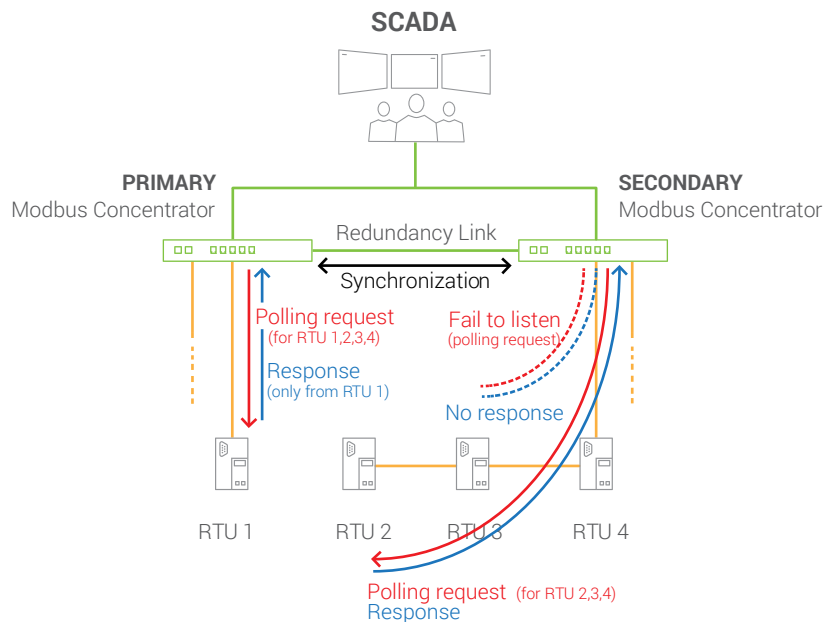 SCADA
PRIMARY
Modbus Concentrator
SECONDARY
Modbus Concentrator
Redundancy Link
Synchronization
Polling request
(for RTU 1,2,3,4)
Response
(only from RTU 1)
Fail to listen
(polling request)
No response
RTU 1
RTU 2
RTU 3
RTU 4
Polling request (for RTU 2,3,4)
Response